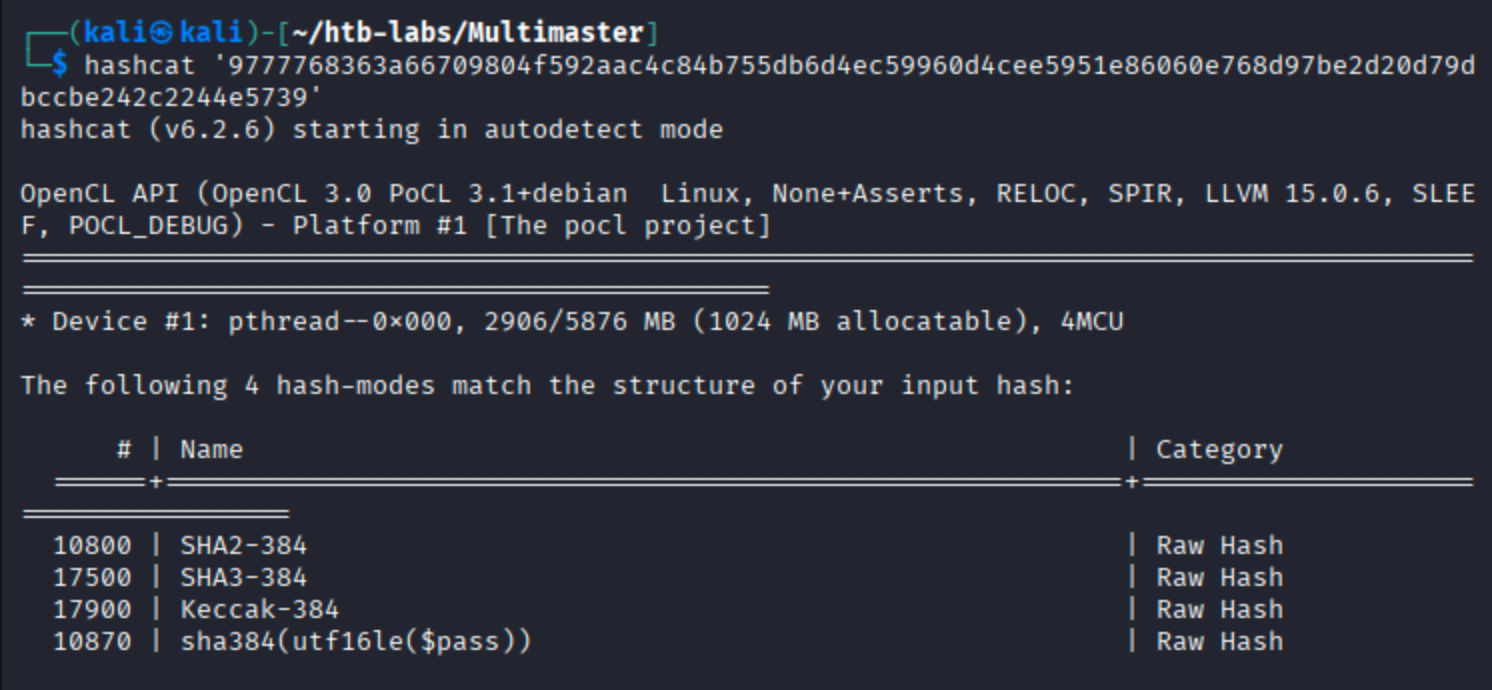 ┌──(kali㉿kali)-[~/htb-labs/Multimaster]
└─$ hashcat '9777768363a66709804f592aac4c84b755db6d4ec59960d4cee5951e86060e768d97be2d20d79d
bccbe242c2244e5739'
hashcat (v6.2.6) starting in autodetect mode
OpenCL API (OpenCL 3.0 PoCL 3.1+debian  Linux, None+Asserts, RELOC, SPIR, LLVM 15.0.6, SLEE
F, POCL_DEBUG) - Platform #1 [The pocl project]
* Device #1: pthread--0x000, 2906/5876 MB (1024 MB allocatable), 4MCU
The following 4 hash-modes match the structure of your input hash:
# | Name | Category
10800 | SHA2-384 | Raw Hash
17500 | SHA3-384 | Raw Hash
17900 | Keccak-384 | Raw Hash
10870 | sha384(utf16le($pass)) | Raw Hash